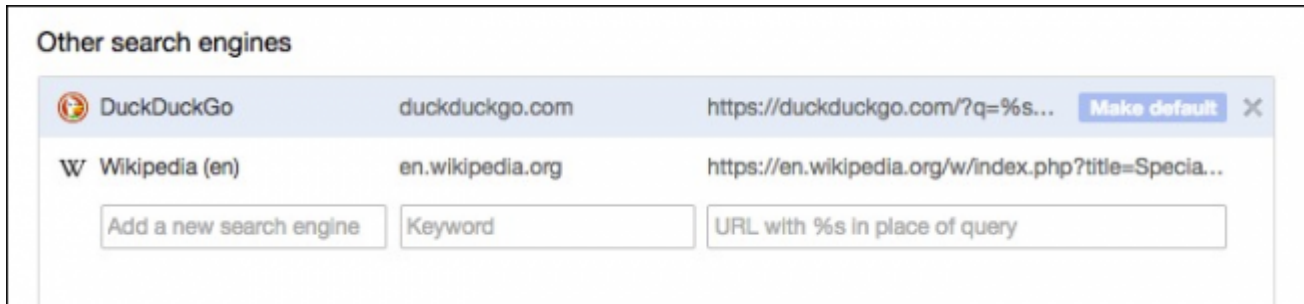 Other search engines
DuckDuckGo duckduckgo.com https://duckduckgo.com/?q=%s... Make default
W Wikipedia (en) en.wikipedia.org https://en.wikipedia.org/w/index.php?title=Specia...
Add a new search engine Keyword URL with %s in place of query